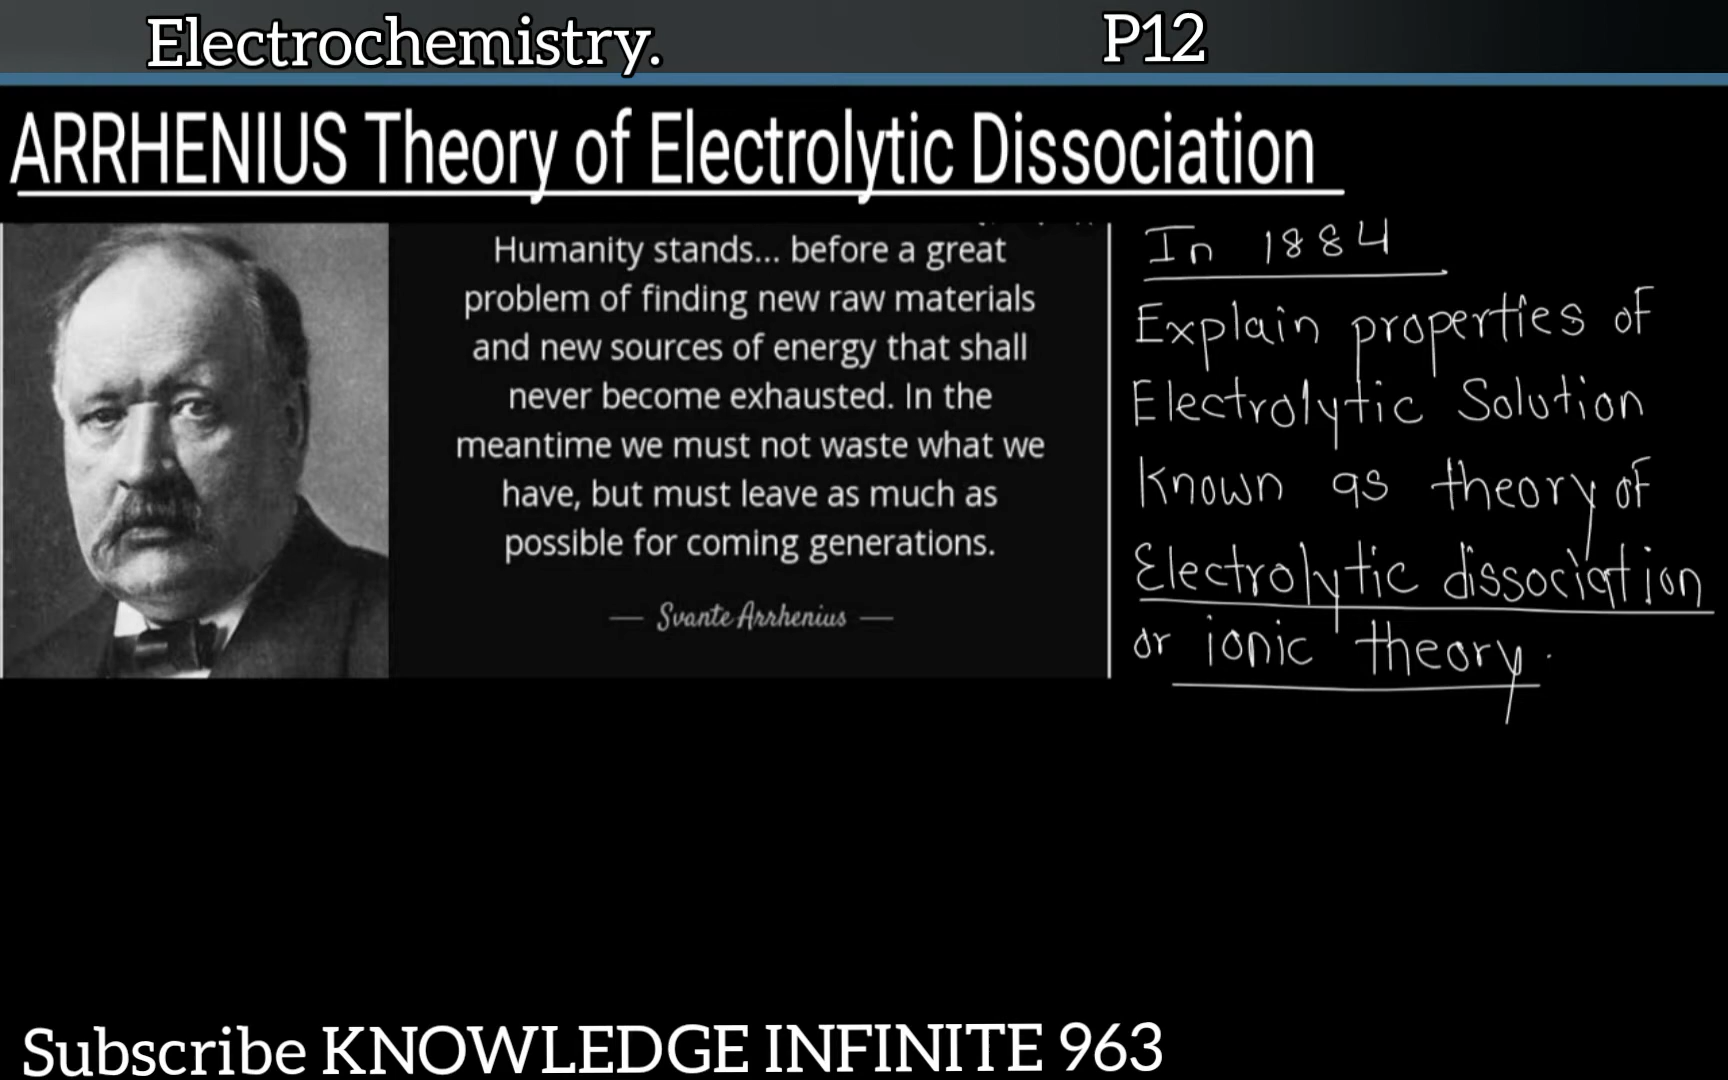 Electrochemistry. P12
ARRHENIUS Theory of Electrolytic Dissociation
Humanity stands... before a great
problem of finding new raw materials
and new sources of energy that shall
never become exhausted. In the
meantime we must not waste what we
have, but must leave as much as
possible for coming generations.
— Svante Arrhenius —
In 1884
Explain properties of
Electrolytic Solution
Known as theory of
Electrolytic dissociation
or ionic theory.
Subscribe KNOWLEDGE INFINITE 963